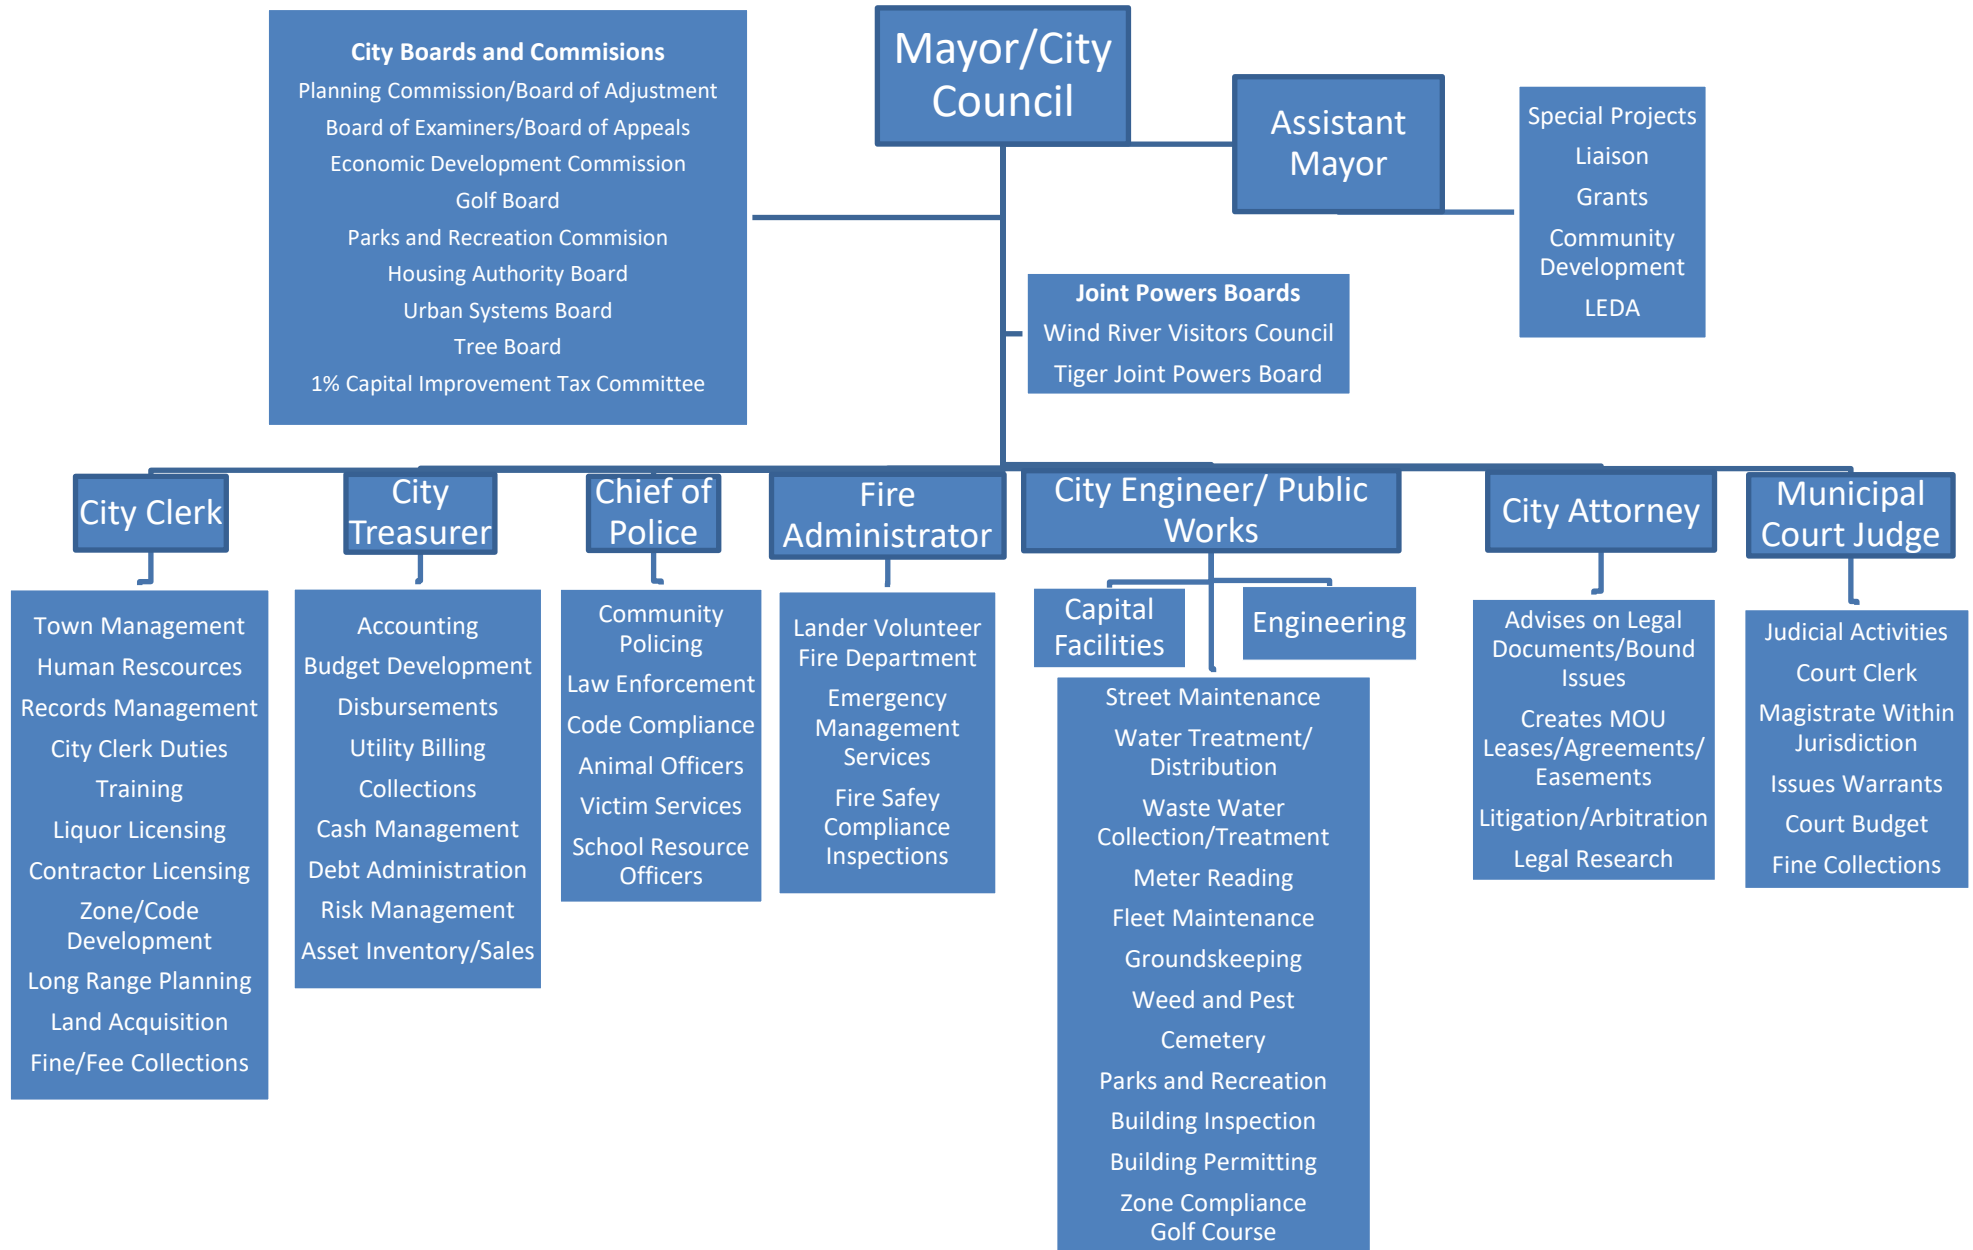 City Boards and Commisions
Planning Commission/Board of Adjustment
Board of Examiners/Board of Appeals
Economic Development Commission
Golf Board
Parks and Recreation Commision
Housing Authority Board
Urban Systems Board
Tree Board
1% Capital Improvement Tax Committee
Mayor/City
Council
Assistant
Mayor
Special Projects
Liaison
Grants
Community
Development
LEDA
Joint Powers Boards
Wind River Visitors Council
Tiger Joint Powers Board
City Clerk
Town Management
Human Rescources
Records Management
City Clerk Duties
Training
Liquor Licensing
Contractor Licensing
Zone/Code
Development
Long Range Planning
Land Acquisition
Fine/Fee Collections
City
Treasurer
Accounting
Budget Development
Disbursements
Utility Billing
Collections
Cash Management
Debt Administration
Risk Management
Asset Inventory/Sales
Chief of
Police
Community
Policing
Law Enforcement
Code Compliance
Animal Officers
Victim Services
School Resource
Officers
Fire
Administrator
Lander Volunteer
Fire Department
Emergency
Management
Services
Fire Safey
Compliance
Inspections
City Engineer/ Public
Works
Capital
Facilities
Engineering
Street Maintenance
Water Treatment/
Distribution
Waste Water
Collection/Treatment
Meter Reading
Fleet Maintenance
Groundskeeping
Weed and Pest
Cemetery
Parks and Recreation
Building Inspection
Building Permitting
Zone Compliance
Golf Course
City Attorney
Advises on Legal
Documents/Bound
Issues
Creates MOU
Leases/Agreements/
Easements
Litigation/Arbitration
Legal Research
Municipal
Court Judge
Judicial Activities
Court Clerk
Magistrate Within
Jurisdiction
Issues Warrants
Court Budget
Fine Collections